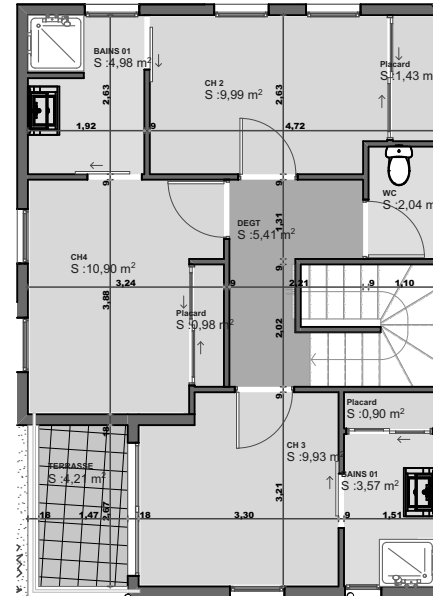 BAINS 01
S :4,98 m²
CH 2
S :9,99 m²
Placard
S :1,43 m²
2,63
2,63
1,92
9
4,72
WC
S :2,04 m²
9
9
DEGT
S :5,41 m²
1,31
CH4
S :10,90 m²
9
3,24
9
2,21
9
1,10
3,88
Placard
S :0,98 m²
2,02
9
Placard
S :0,90 m²
18
CH 3
S :9,93 m²
TERRASSE
S :4,21 m²
BAINS 01
S :3,57 m²
2,67
3,21
18
1,47
18
3,30
9
1,51